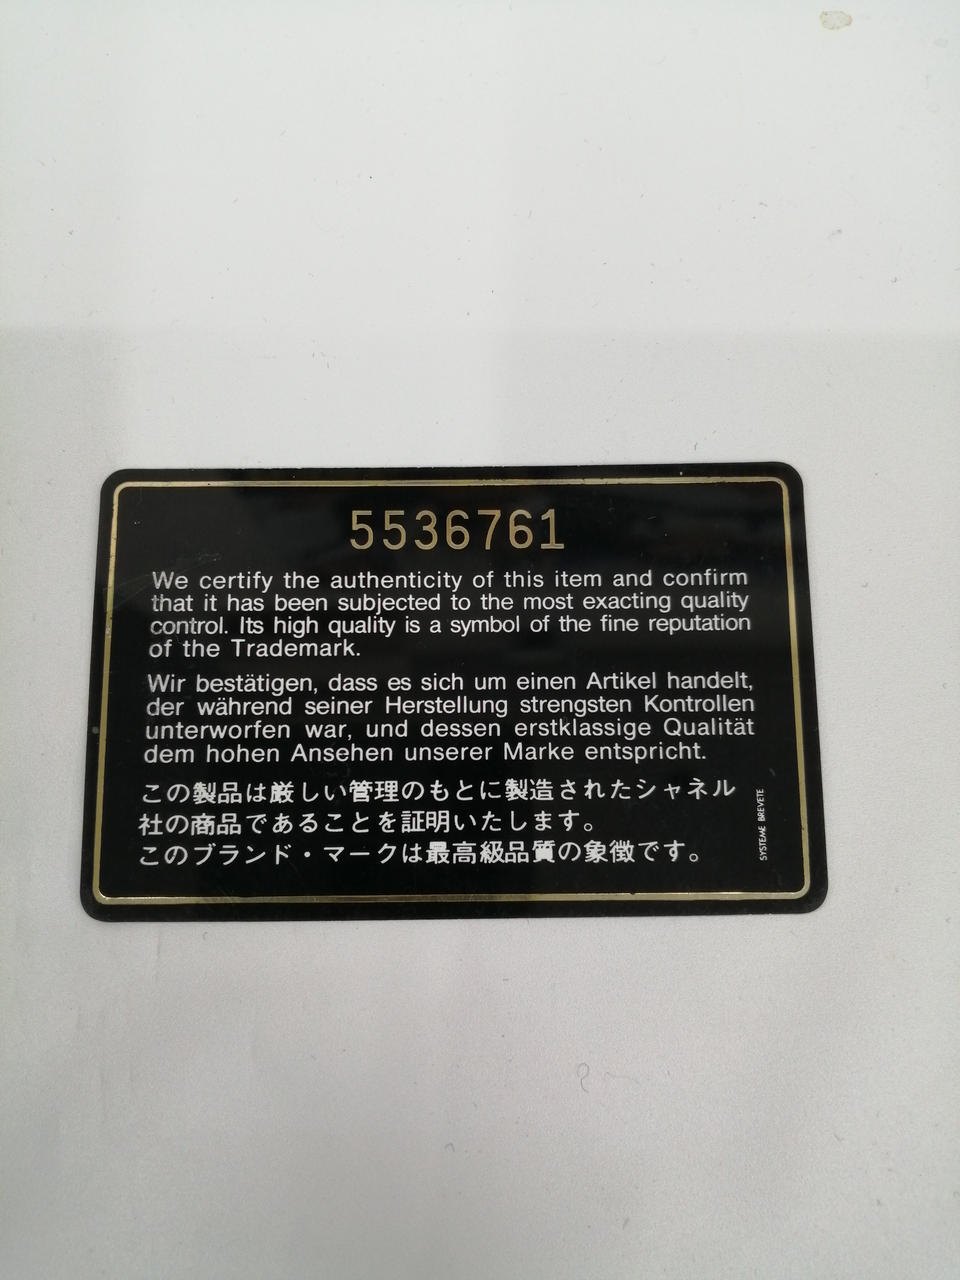 5536761
We certify the authenticity of this item and confirm
that it has been subjected to the most exacting quality
control. Its high quality is a symbol of the fine reputation
of the Trademark.
Wir bestätigen, dass es sich um einen Artikel handelt,
der während seiner Herstellung strengsten Kontrollen
unterworfen war, und dessen erstklassige Qualität
dem hohen Ansehen unserer Marke entspricht.
この製品は厳しい管理のもとに製造されたシャネル
社の商品であることを証明いたします。
このブランド・マークは最高級品質の象徴です。
SYSTEME BREVETE